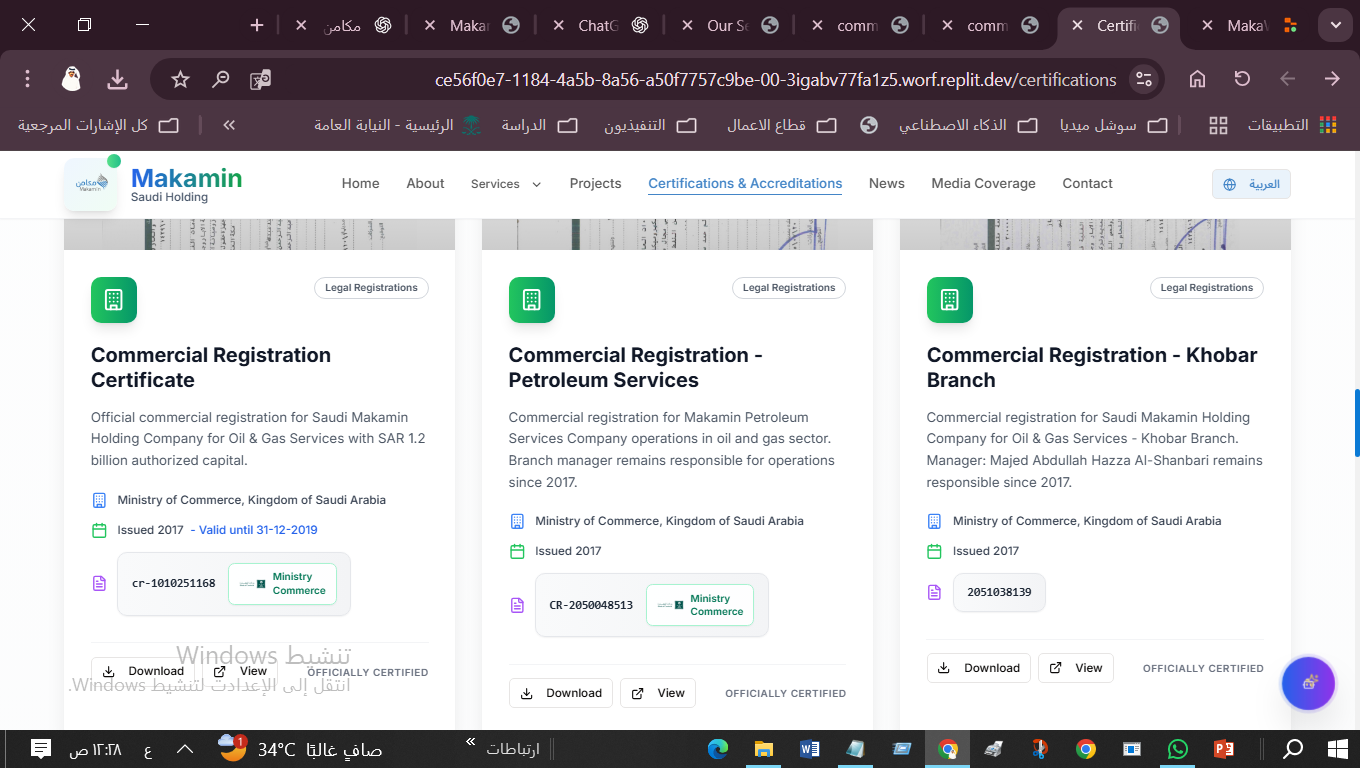 مكامن
Makar
ChatG
Our Se
comm
comm
Certifi
MakaV
ce56f0e7-1184-4a5b-8a56-a50f7757c9be-00-3igabv77fa1z5.worf.replit.dev/certifications
كل الإشارات المرجعية
»
الرئيسية - النيابة العامة
الدراسة
التنفيذيون
قطاع الاعمال
الذكاء الاصطناعي
سوشل ميديا
التطبيقات
مكامن
Makamin
Makamin
Saudi Holding
Home
About
Services
Projects
Certifications & Accreditations
News
Media Coverage
Contact
العربية
Legal Registrations
Commercial Registration
Certificate
Official commercial registration for Saudi Makamin
Holding Company for Oil & Gas Services with SAR 1.2
billion authorized capital.
Ministry of Commerce, Kingdom of Saudi Arabia
Issued 2017 - Valid until 31-12-2019
cr-1010251168
Ministry
Commerce
Download
View
OFFICIALLY CERTIFIED
Legal Registrations
Commercial Registration -
Petroleum Services
Commercial registration for Makamin Petroleum
Services Company operations in oil and gas sector.
Branch manager remains responsible for operations
since 2017.
Ministry of Commerce, Kingdom of Saudi Arabia
Issued 2017
CR-2050048513
Ministry
Commerce
Download
View
OFFICIALLY CERTIFIED
Legal Registrations
Commercial Registration - Khobar
Branch
Commercial registration for Saudi Makamin Holding
Company for Oil & Gas Services - Khobar Branch.
Manager: Majed Abdullah Hazza Al-Shanbari remains
responsible since 2017.
Ministry of Commerce, Kingdom of Saudi Arabia
Issued 2017
2051038139
Download
View
OFFICIALLY CERTIFIED
تنشيط Windows
انتقل إلى الإعدادت لتنشيط Windows.
١٢:٢٨ ص
ع
1
34°C صافٍ غالبًا
»
ارتباطات